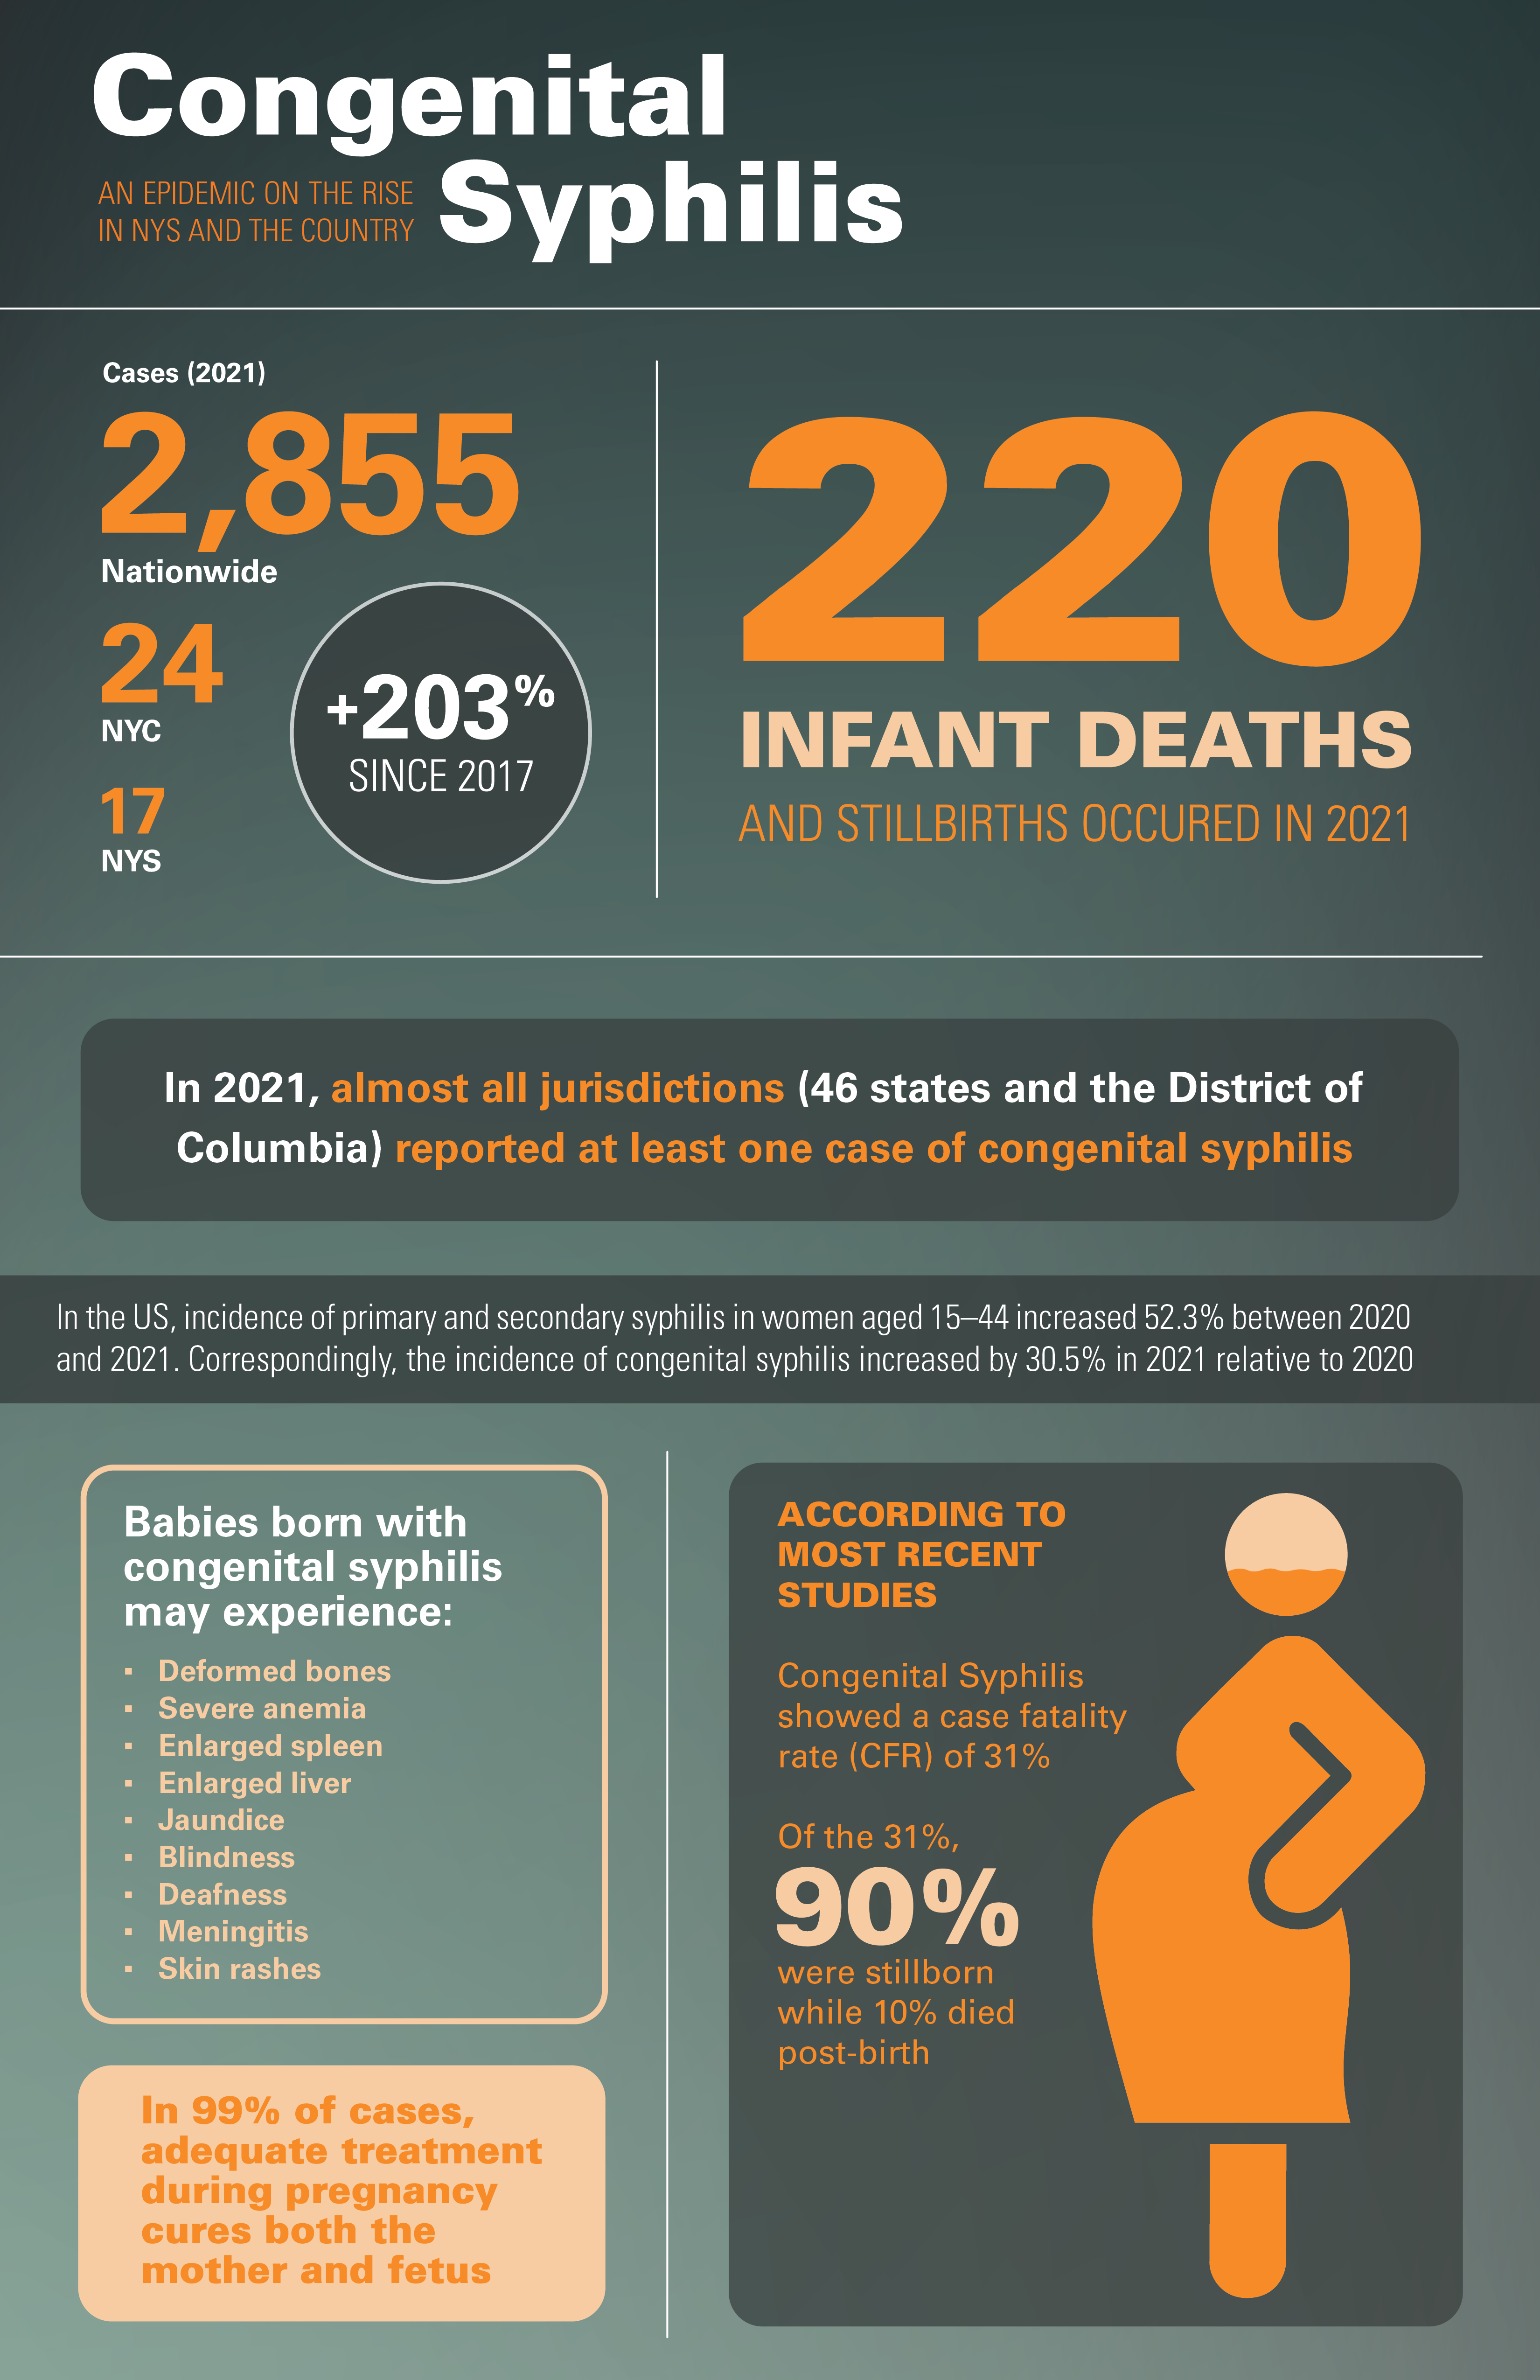 Congenital
AN EPIDEMIC ON THE RISE
IN NYS AND THE COUNTRY
Syphilis
Cases (2021)
2,855
Nationwide
24
NYC
17
NYS
+203%
SINCE 2017
220
INFANT DEATHS
AND STILLBIRTHS OCCURED IN 2021
In 2021, almost all jurisdictions (46 states and the District of
Columbia) reported at least one case of congenital syphilis
In the US, incidence of primary and secondary syphilis in women aged 15–44 increased 52.3% between 2020
and 2021. Correspondingly, the incidence of congenital syphilis increased by 30.5% in 2021 relative to 2020
Babies born with
congenital syphilis
may experience:
▪ Deformed bones
▪ Severe anemia
▪ Enlarged spleen
▪ Enlarged liver
▪ Jaundice
▪ Blindness
▪ Deafness
▪ Meningitis
▪ Skin rashes
In 99% of cases,
adequate treatment
during pregnancy
cures both the
mother and fetus
ACCORDING TO
MOST RECENT
STUDIES
Congenital Syphilis
showed a case fatality
rate (CFR) of 31%
Of the 31%,
90%
were stillborn
while 10% died
post-birth